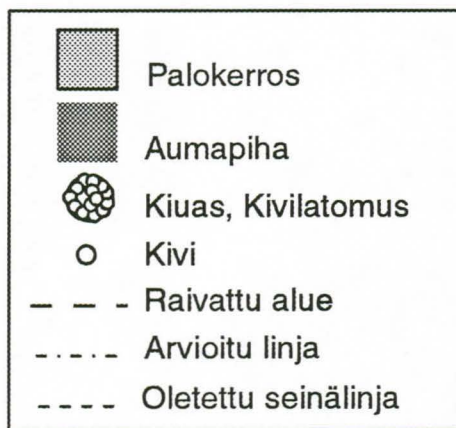 Palokerros
Aumapiha
Kiuas, Kivilatomus
Kivi
Raivattu alue
Arvioitu linja
Oletettu seinälinja